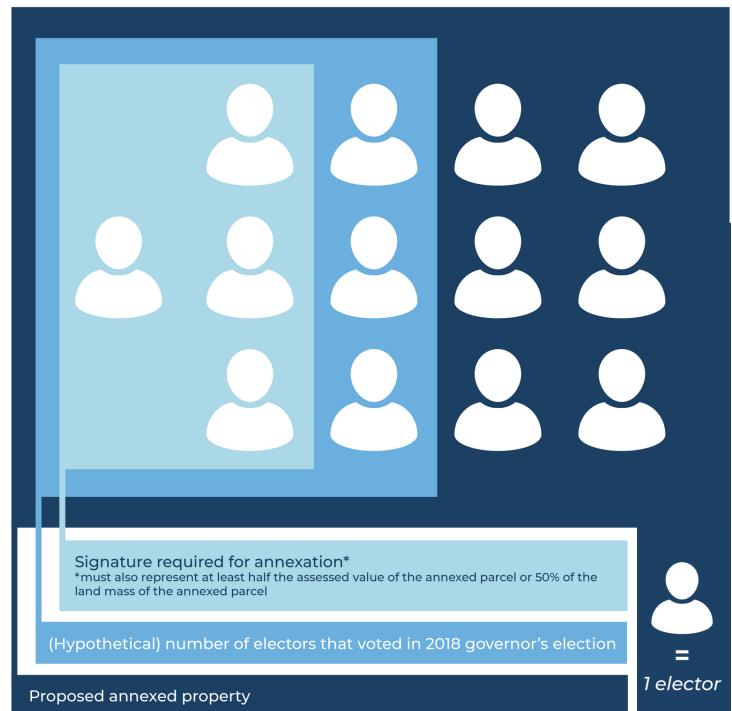 Signature required for annexation*
*must also represent at least half the assessed value of the annexed parcel or 50% of the
land mass of the annexed parcel
(Hypothetical) number of electors that voted in 2018 governor’s election
Proposed annexed property
=
1 elector